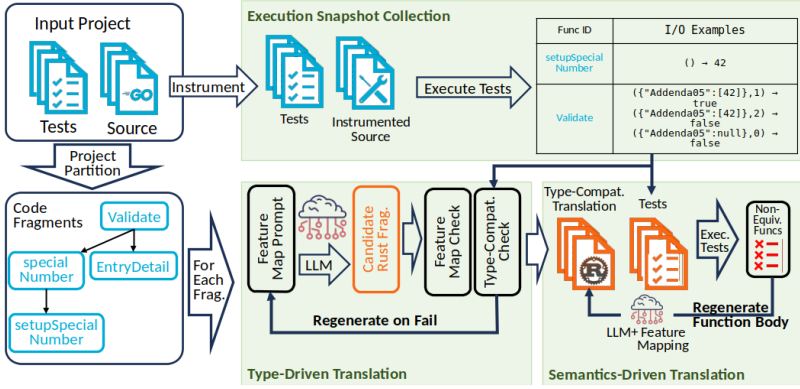 Input Project
Tests
GO
Source
Instrument
Execution Snapshot Collection
Tests
Instrumented
Source
Execute Tests
Func ID
I/O Examples
setupSpecial
Number
() → 42
Validate
({"Addenda05":[42]},1) →
true
({"Addenda05":[42]},2) →
false
({"Addenda05":null},0) →
false
Project
Partition
Code
Fragments
Validate
special
Number
EntryDetail
setupSpecial
Number
For
Each
Frag.
Feature
Map Prompt
LLM
Candidate
Rust Frag.
Feature
Map Check
Type-Compat.
Check
Regenerate on Fail
Type-Driven Translation
Type-Compat.
Translation
R
Tests
Exec.
Tests
Non-
Equiv.
Funcs
Regenerate
Function Body
LLM+ Feature
Mapping
Semantics-Driven Translation